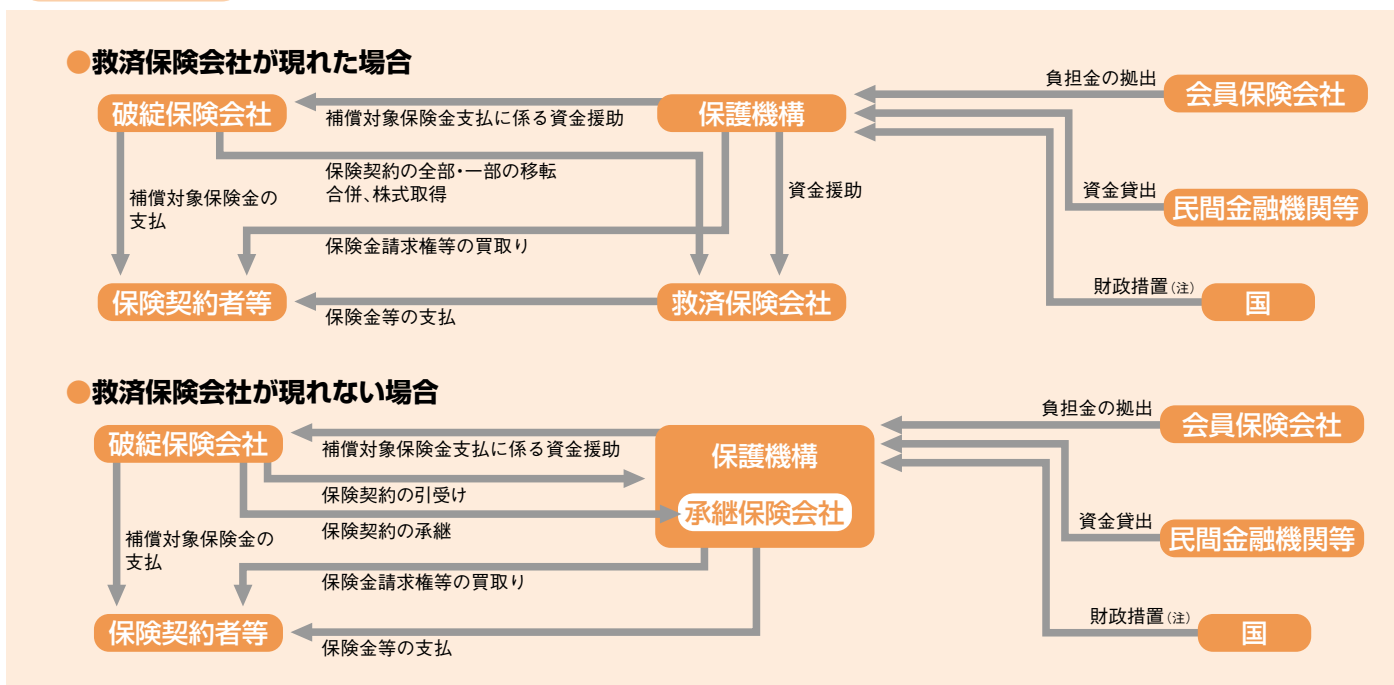 ●救済保険会社が現れた場合
破綻保険会社
補償対象保険金支払に係る資金援助
保護機構
負担金の拠出
会員保険会社
保険契約の全部・一部の移転
合併、株式取得
補償対象保険金の
支払
資金援助
資金貸出
民間金融機関等
保険金請求権等の買取り
財政措置(注)
国
保険契約者等
保険金等の支払
救済保険会社
●救済保険会社が現れない場合
破綻保険会社
補償対象保険金支払に係る資金援助
保護機構
負担金の拠出
会員保険会社
保険契約の引受け
承継保険会社
保険契約の承継
補償対象保険金の
支払
資金貸出
民間金融機関等
保険金請求権等の買取り
財政措置(注)
国
保険契約者等
保険金等の支払